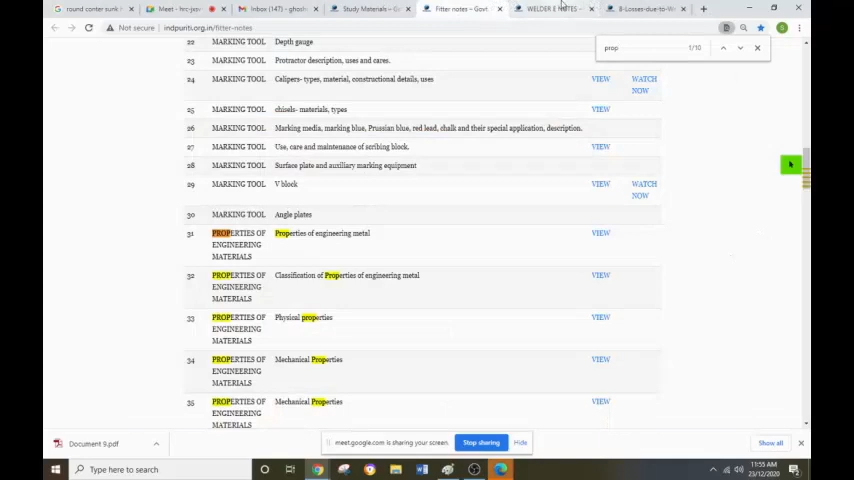 round conter sunk h
Meet - frc-jasv
Inbox (147) - ghosh
Study Materials – Go
Fitter notes – Govt
WELDER E NOTES –
8-Losses-due-to-W
Not secure | indpuniti.org.in/fitter-notes
prop 1/10
22 MARKING TOOL Depth gauge
23 MARKING TOOL Protractor description, uses and cares.
24 MARKING TOOL Calipers- types, material, constructional details, uses VIEW WATCH
NOW
25 MARKING TOOL chisels- materials, types VIEW
26 MARKING TOOL Marking media, marking blue, Prussian blue, red lead, chalk and their special application, description.
27 MARKING TOOL Use, care and maintenance of scribing block. VIEW
28 MARKING TOOL Surface plate and auxiliary marking equipment
29 MARKING TOOL V block VIEW WATCH
NOW
30 MARKING TOOL Angle plates
31 PROPERTIES OF Properties of engineering metal VIEW
ENGINEERING
MATERIALS
32 PROPERTIES OF Classification of Properties of engineering metal VIEW
ENGINEERING
MATERIALS
33 PROPERTIES OF Physical properties VIEW
ENGINEERING
MATERIALS
34 PROPERTIES OF Mechanical Properties VIEW
ENGINEERING
MATERIALS
35 PROPERTIES OF Mechanical Properties VIEW
ENGINEERING
MATERIALS
meet.google.com is sharing your screen. Stop sharing Hide
Document 9.pdf
Show all
Type here to search
11:55 AM
23/12/2020